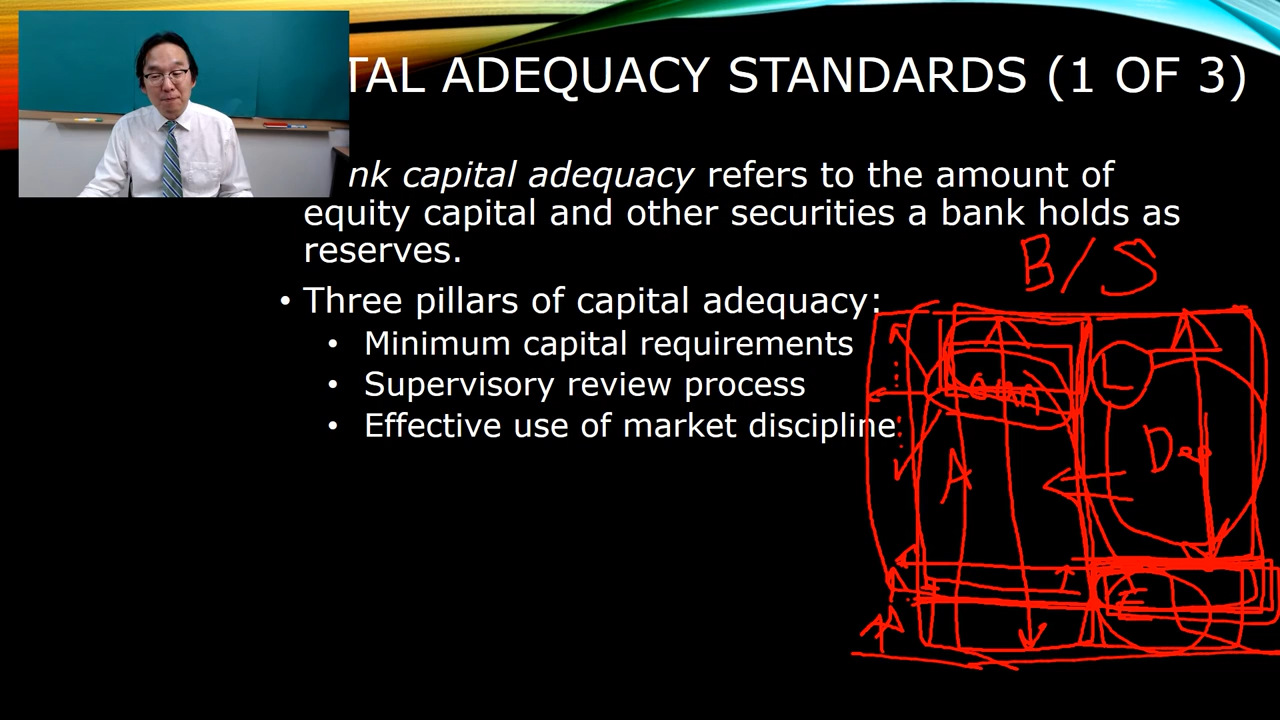 TAL ADEQUACY STANDARDS (1 OF 3)
nk capital adequacy refers to the amount of
equity capital and other securities a bank holds as
reserves.
• Three pillars of capital adequacy:
• Minimum capital requirements
• Supervisory review process
• Effective use of market discipline
B/S
Loan
L
A
Dep
E